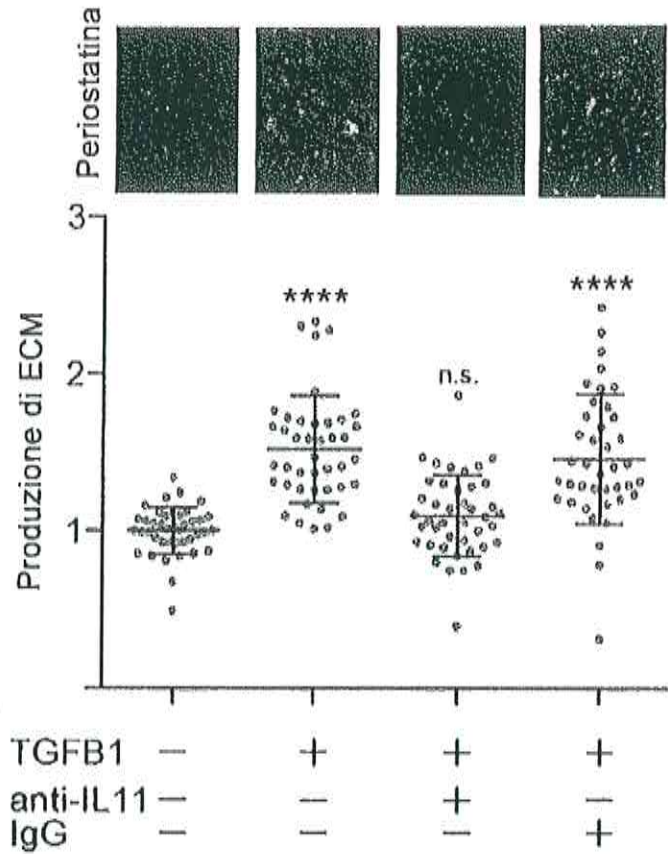 Periostatina
Produzione di ECM
3
2
1
****
n.s.
****
TGFB1 − + + +
anti-IL11 − − + −
IgG − − − +